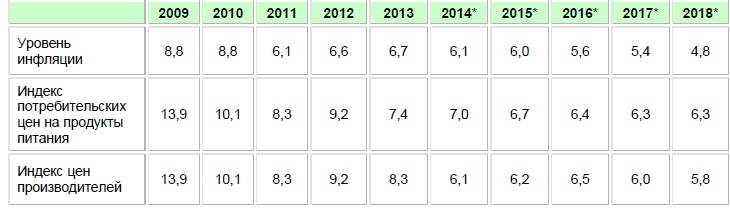 2009 2010 2011 2012 2013 2014* 2015* 2016* 2017* 2018*
Уровень
инфляции
8,8 8,8 6,1 6,6 6,7 6,1 6,0 5,6 5,4 4,8
Индекс
потребительских
цен на продукты
питания
13,9 10,1 8,3 9,2 7,4 7,0 6,7 6,4 6,3 6,3
Индекс цен
производителей
13,9 10,1 8,3 9,2 8,3 6,1 6,2 6,5 6,0 5,8